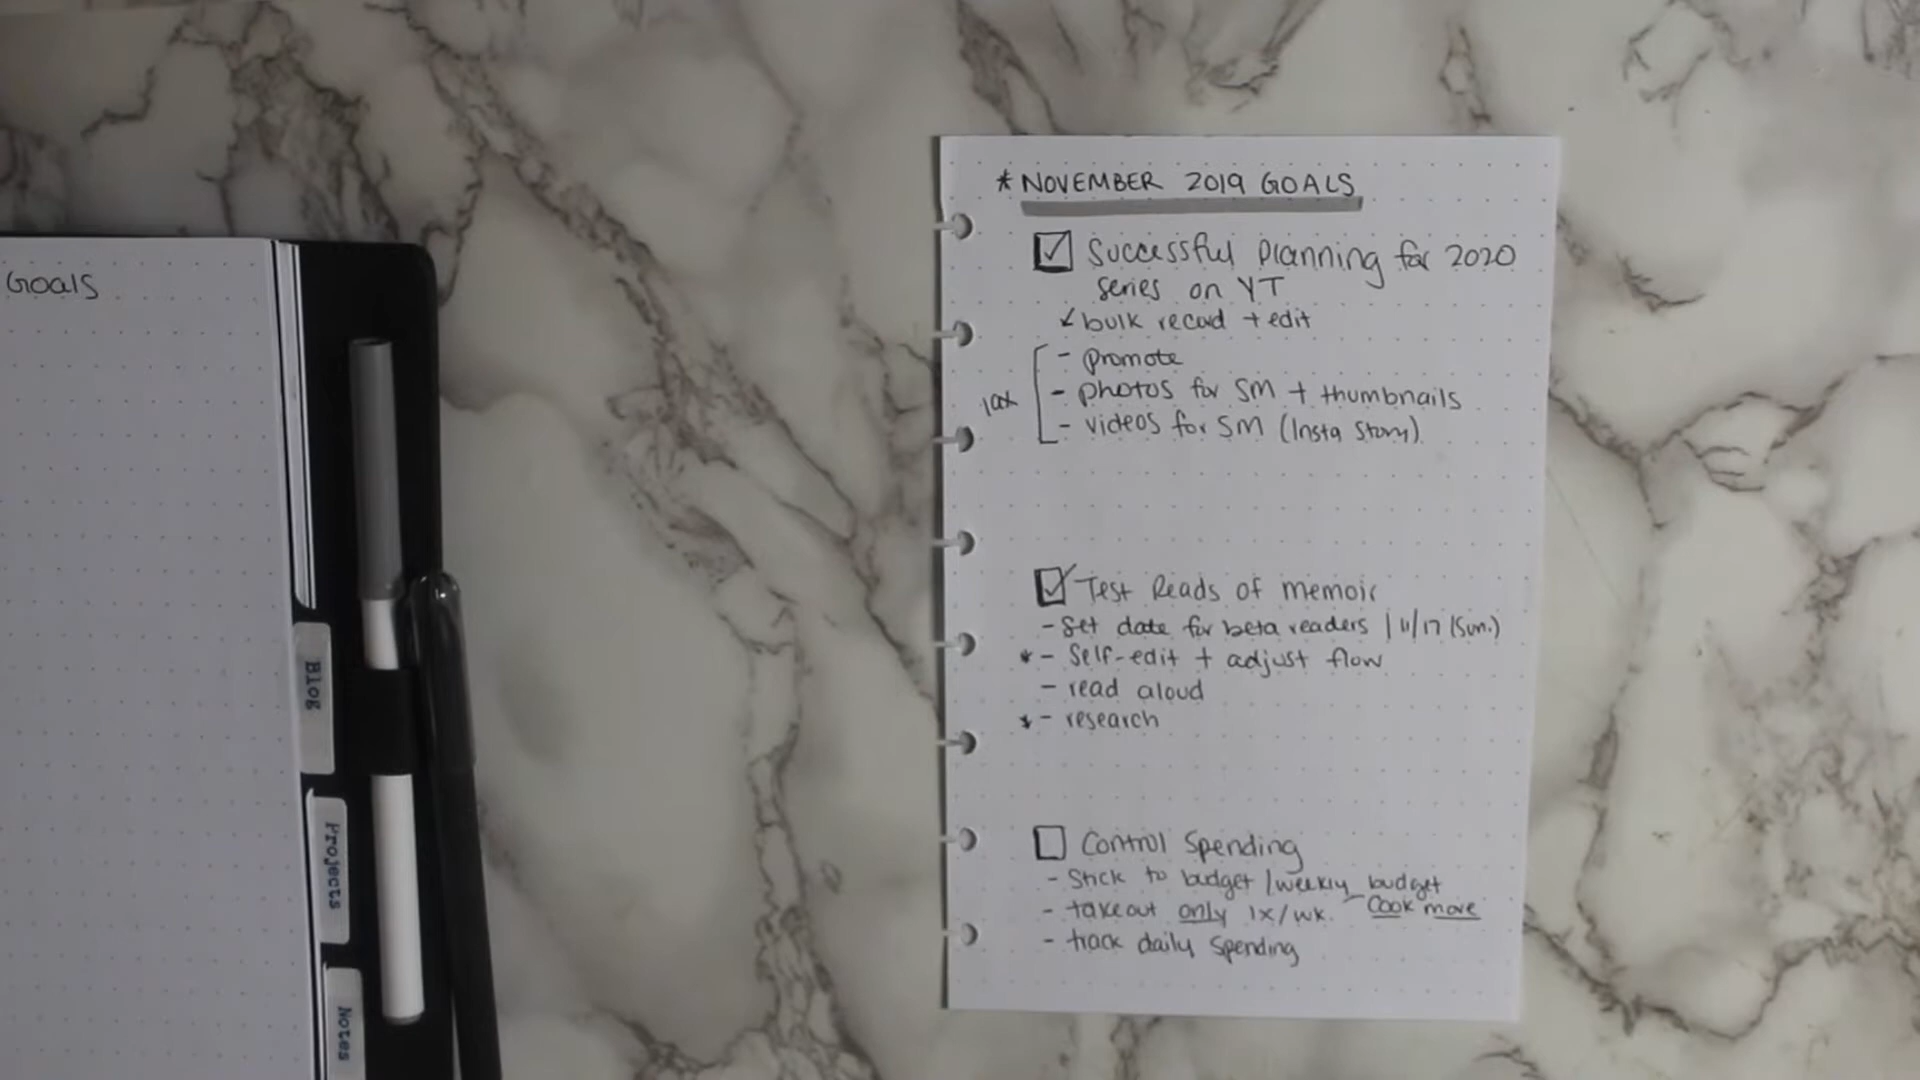 Goals
Blog
Projects
Notes
* NOVEMBER 2019 GOALS
Successful planning for 2020
series on YT
✓ bulk record + edit
- promote
- photos for SM + thumbnails
- videos for SM (Insta Story)
Test Reads of memoir
- Set date for beta readers | 11/17 (Sun.)
* - Self-edit + adjust flow
- read aloud
* - research
Control Spending
- Stick to budget / weekly budget
- takeout only 1x/wk. - Cook more
- track daily spending